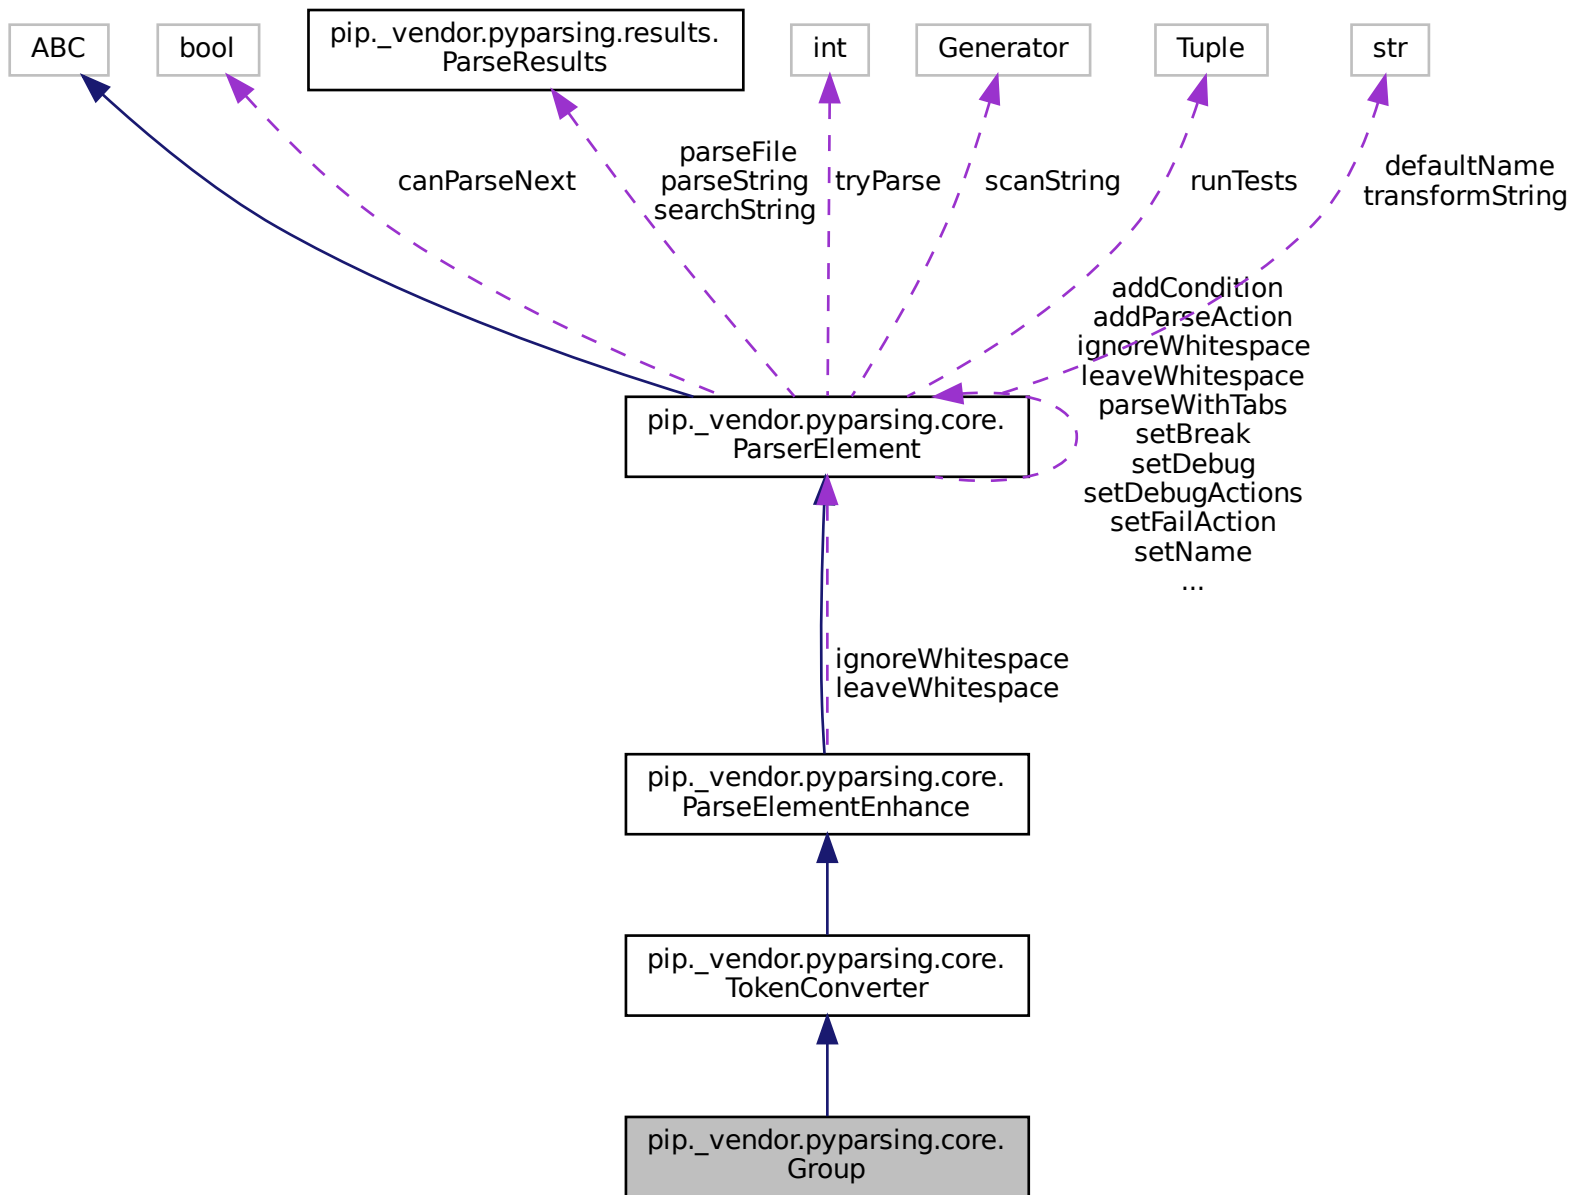 ABC
bool
pip._vendor.pyparsing.results.
ParseResults
int
Generator
Tuple
str
canParseNext
parseFile
parseString
searchString
tryParse
scanString
runTests
defaultName
transformString
addCondition
addParseAction
ignoreWhitespace
leaveWhitespace
parseWithTabs
setBreak
setDebug
setDebugActions
setFailAction
setName
...
pip._vendor.pyparsing.core.
ParserElement
ignoreWhitespace
leaveWhitespace
pip._vendor.pyparsing.core.
ParseElementEnhance
pip._vendor.pyparsing.core.
TokenConverter
pip._vendor.pyparsing.core.
Group